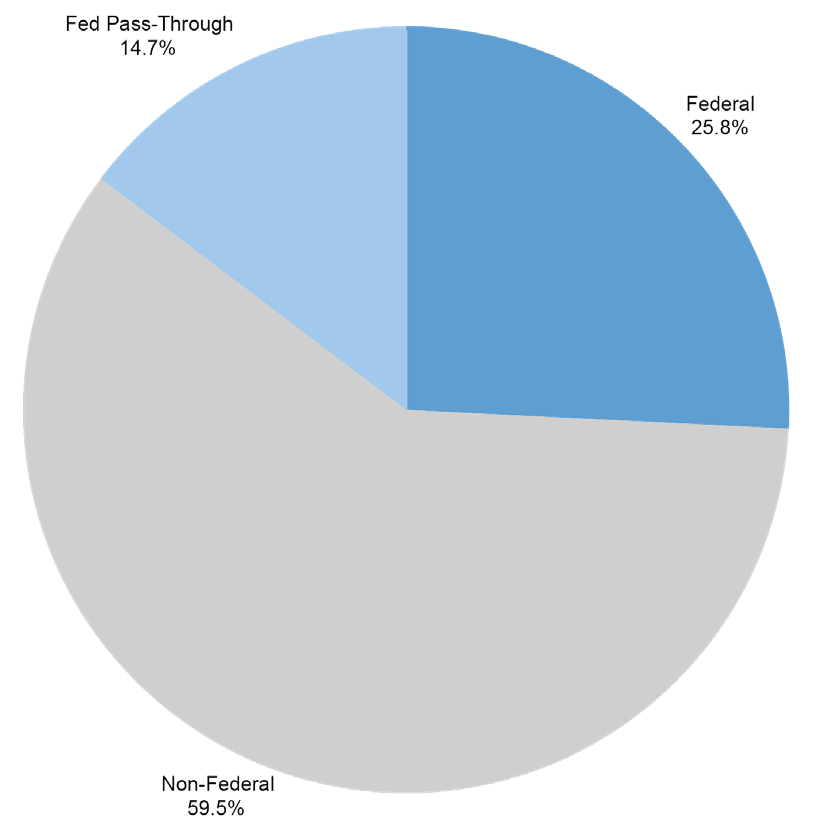 Fed Pass-Through
14.7%
Federal
25.8%
Non-Federal
59.5%